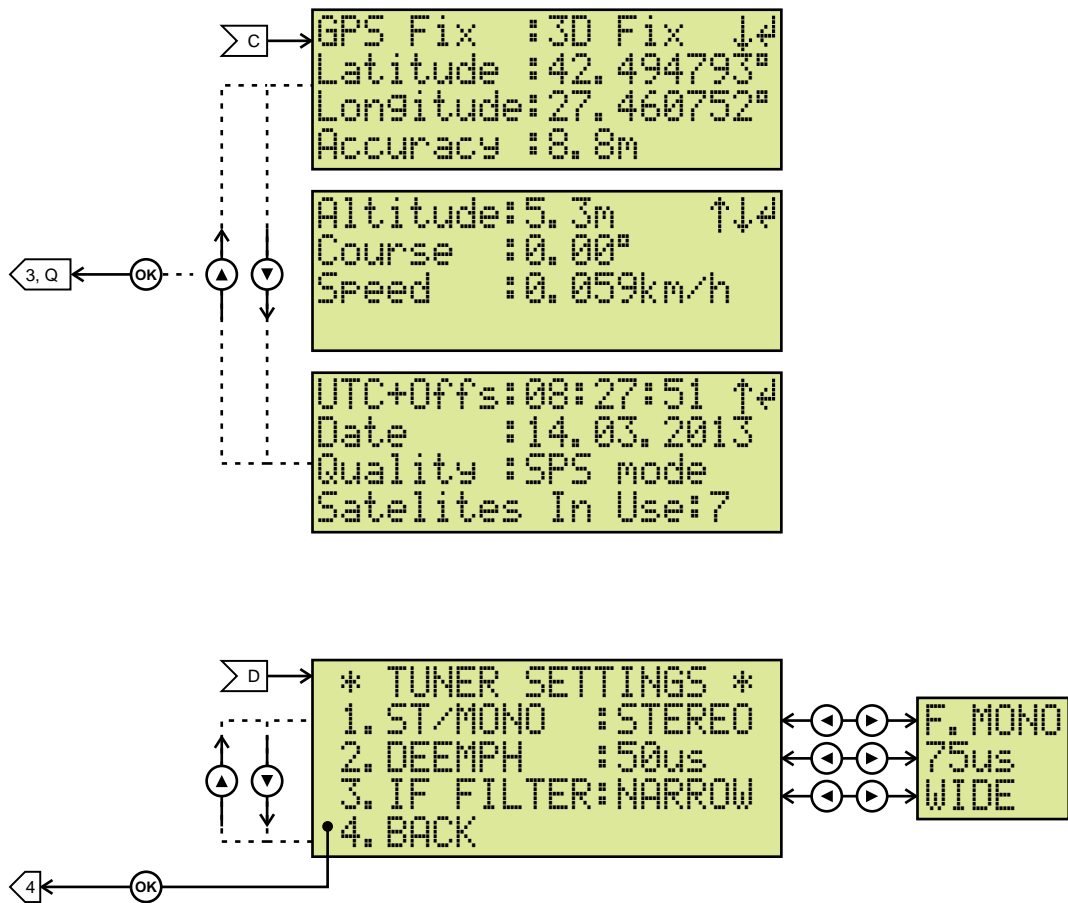 C
GPS Fix :3D Fix ↓↵
Latitude :42.494793°
Longitude:27.460752°
Accuracy :8.8m
3, Q
OK
Altitude:5.3m ↑↓↵
Course :0.00°
Speed :0.059km/h
UTC+Offs:08:27:51 ↑↵
Date :14.03.2013
Quality :SPS mode
Satelites In Use:7
D
* TUNER SETTINGS *
1.ST/MONO :STEREO
F.MONO
2.DEEMPH :50us
75us
3.IF FILTER:NARROW
WIDE
4.BACK
4
OK